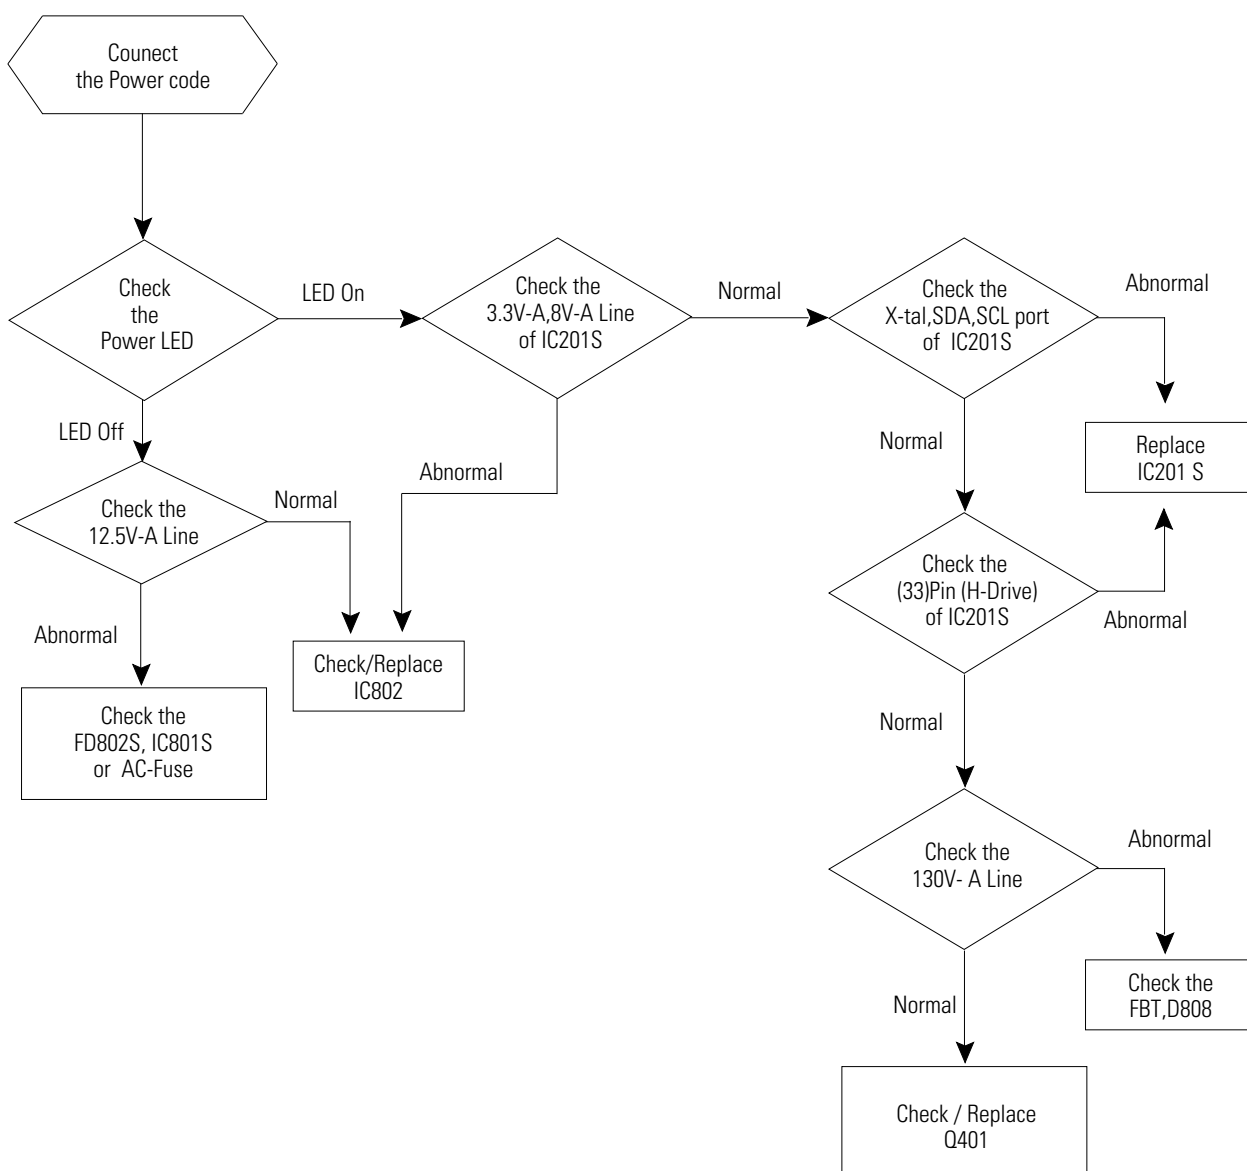 Counect
the Power code
Check
the
Power LED
LED On
Check the
3.3V-A,8V-A Line
of IC201S
Normal
Check the
X-tal,SDA,SCL port
of IC201S
Abnormal
LED Off
Normal
Replace
IC201 S
Check the
12.5V-A Line
Normal
Abnormal
Check the
(33)Pin (H-Drive)
of IC201S
Abnormal
Abnormal
Check/Replace
IC802
Check the
FD802S, IC801S
or AC-Fuse
Normal
Check the
130V- A Line
Abnormal
Normal
Check the
FBT,D808
Check / Replace
Q401